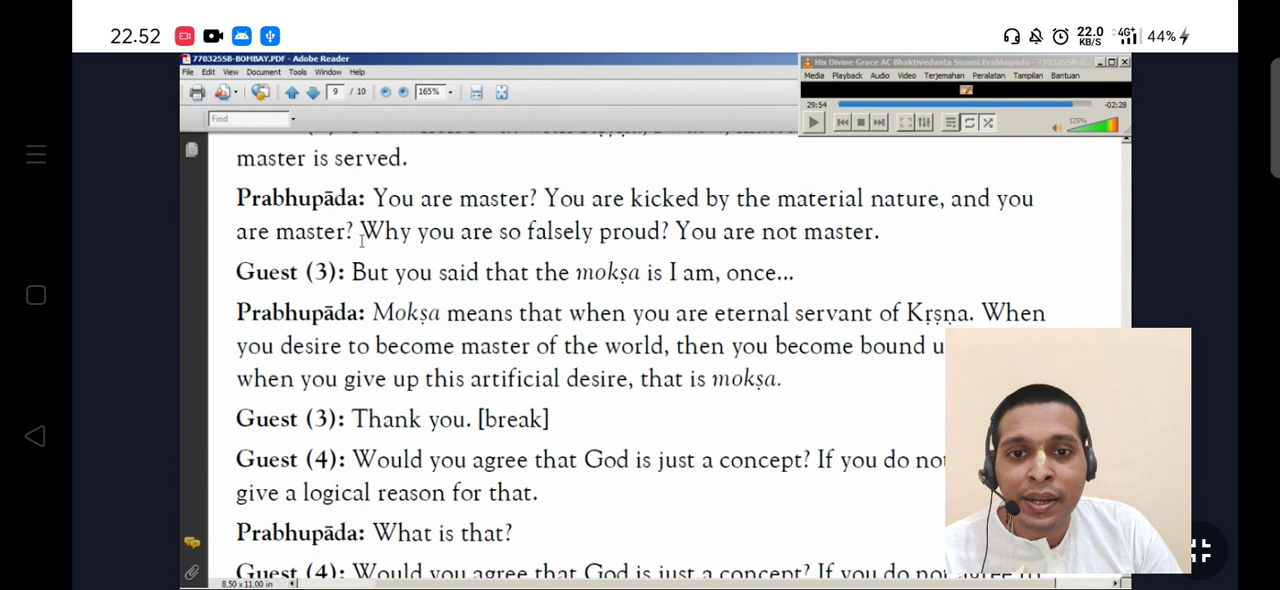 22.52
22.0 KB/S 4G+ 44%
770325SB-BOMBAY.PDF - Adobe Reader
His Divine Grace AC Bhaktivedanta Swami Prabhupada - 770325SB-B...
File Edit View Document Tools Window Help
Media Playback Audio Video Terjemahan Peralatan Tampilan Bantuan
9 / 10 165%
29:54 -02:28
Find
125%
master is served.
Prabhupāda: You are master? You are kicked by the material nature, and you
are master? Why you are so falsely proud? You are not master.
Guest (3): But you said that the mokṣa is I am, once...
Prabhupāda: Mokṣa means that when you are eternal servant of Kṛṣṇa. When
you desire to become master of the world, then you become bound u
when you give up this artificial desire, that is mokṣa.
Guest (3): Thank you. [break]
Guest (4): Would you agree that God is just a concept? If you do no
give a logical reason for that.
Prabhupāda: What is that?
Guest (4): Would you agree that God is just a concept? If you do not agree to
8,50 x 11,00 in